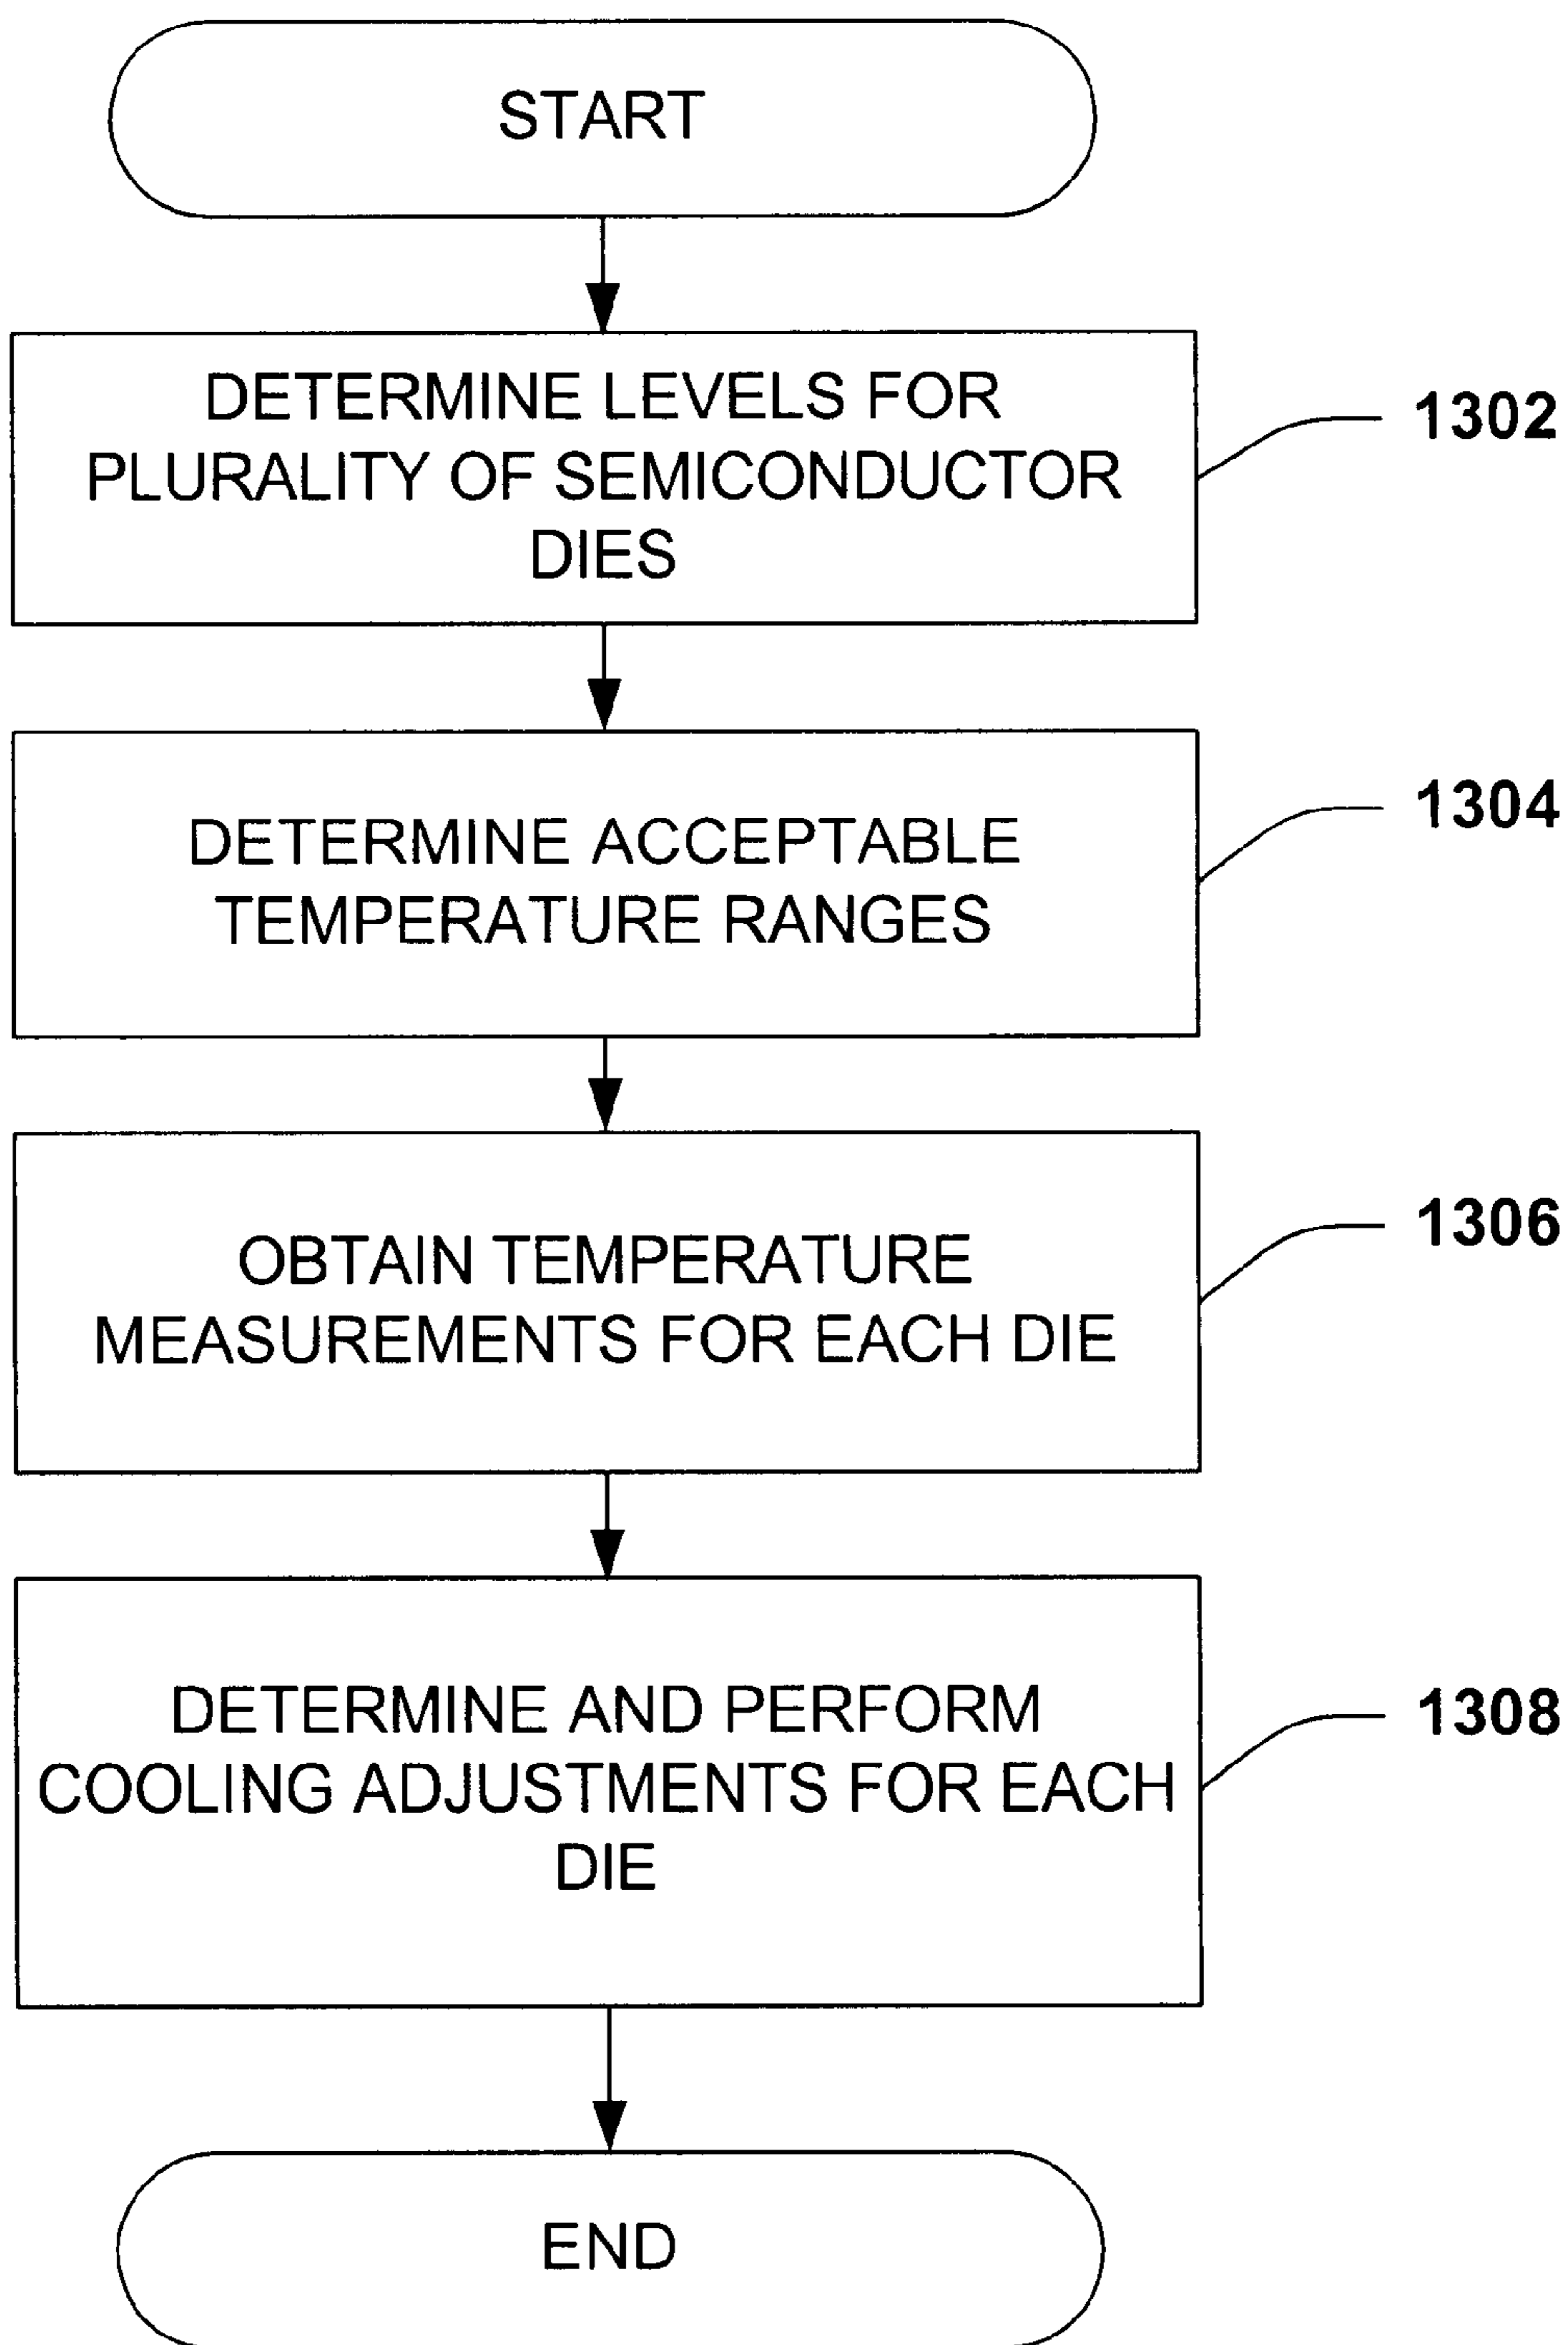 START
DETERMINE LEVELS FOR
PLURALITY OF SEMICONDUCTOR
DIES
1302
DETERMINE ACCEPTABLE
TEMPERATURE RANGES
1304
OBTAIN TEMPERATURE
MEASUREMENTS FOR EACH DIE
1306
DETERMINE AND PERFORM
COOLING ADJUSTMENTS FOR EACH
DIE
1308
END